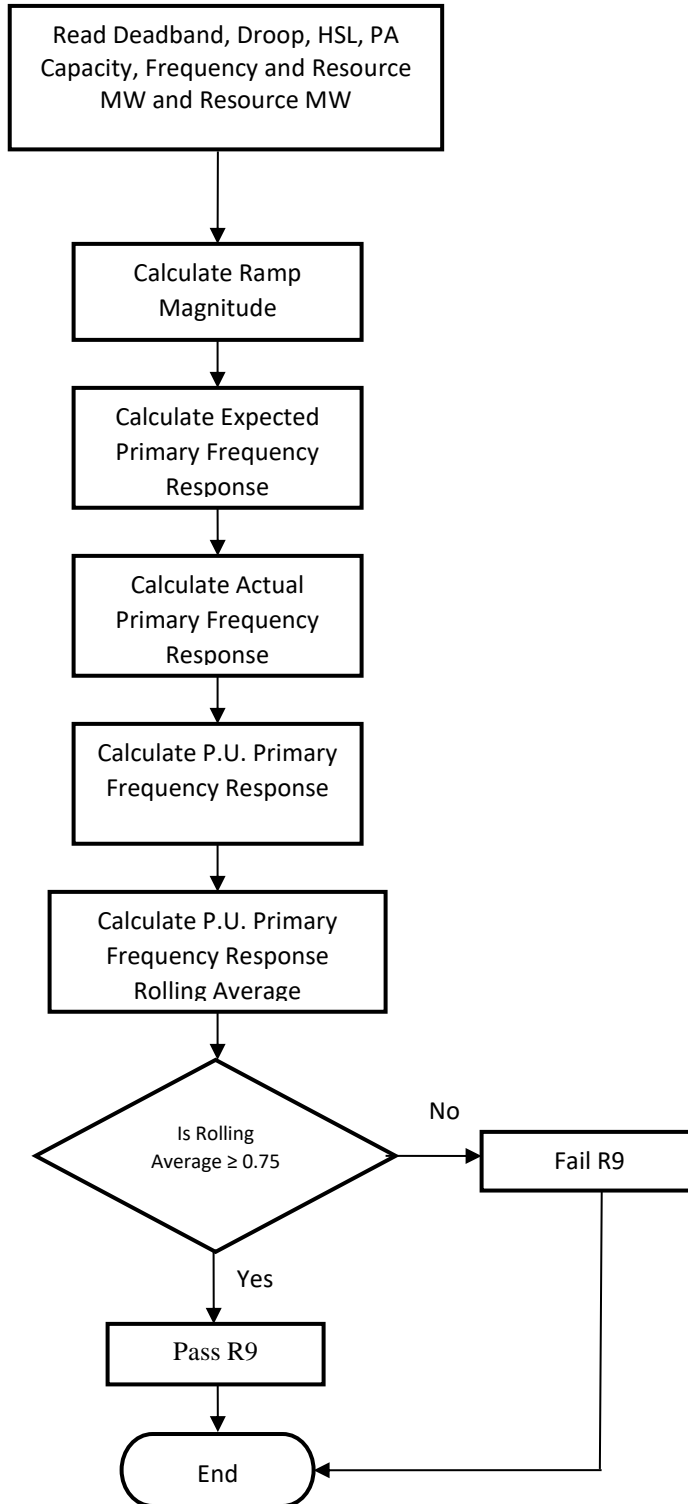 Read Deadband, Droop, HSL, PA
Capacity, Frequency and Resource
MW and Resource MW
Calculate Ramp
Magnitude
Calculate Expected
Primary Frequency
Response
Calculate Actual
Primary Frequency
Response
Calculate P.U. Primary
Frequency Response
Calculate P.U. Primary
Frequency Response
Rolling Average
Is Rolling
Average ≥ 0.75
No
Fail R9
Yes
Pass R9
End